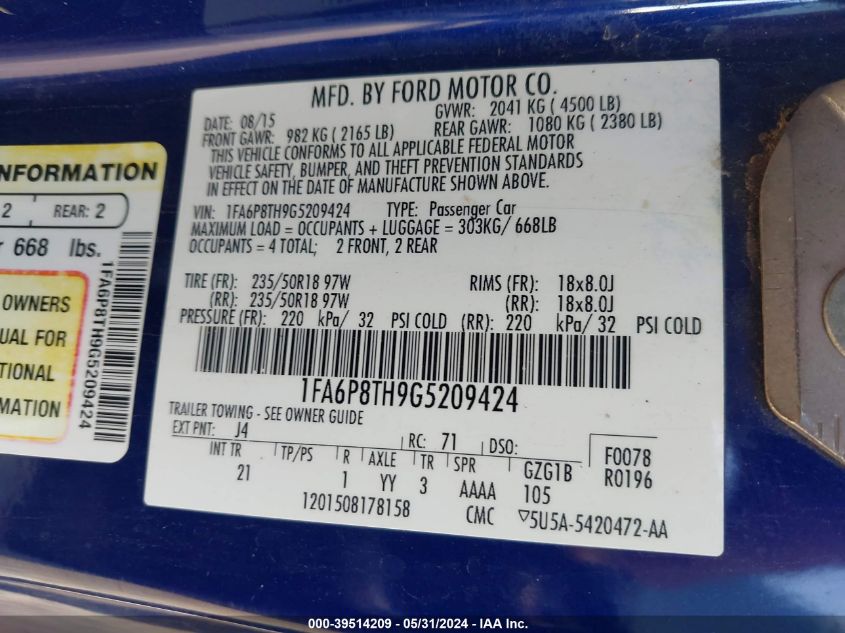 MFD. BY FORD MOTOR CO.
DATE: 08/15 GVWR: 2041 KG ( 4500 LB)
FRONT GAWR: 982 KG ( 2165 LB) REAR GAWR: 1080 KG ( 2380 LB)
THIS VEHICLE CONFORMS TO ALL APPLICABLE FEDERAL MOTOR
VEHICLE SAFETY, BUMPER, AND THEFT PREVENTION STANDARDS
IN EFFECT ON THE DATE OF MANUFACTURE SHOWN ABOVE.
VIN: 1FA6P8TH9G5209424 TYPE: Passenger Car
MAXIMUM LOAD = OCCUPANTS + LUGGAGE = 303KG/ 668LB
OCCUPANTS = 4 TOTAL; 2 FRONT, 2 REAR
TIRE (FR): 235/50R18 97W RIMS (FR): 18x8.0J
(RR): 235/50R18 97W (RR): 18x8.0J
PRESSURE (FR): 220 kPa/ 32 PSI COLD (RR): 220 kPa/ 32 PSI COLD
1FA6P8TH9G5209424
TRAILER TOWING - SEE OWNER GUIDE
EXT PNT: J4 RC: 71 DSO: F0078
INT TR TP/PS R AXLE TR SPR GZG1B R0196
21 1 YY 3 AAAA 105
1201508178158 CMC ▽5U5A-5420472-AA
NFORMATION
2 REAR: 2
r 668 lbs.
OWNERS
UAL FOR
TIONAL
MATION
1FA6P8TH9G5209424
000-39514209 - 05/31/2024 - IAA Inc.